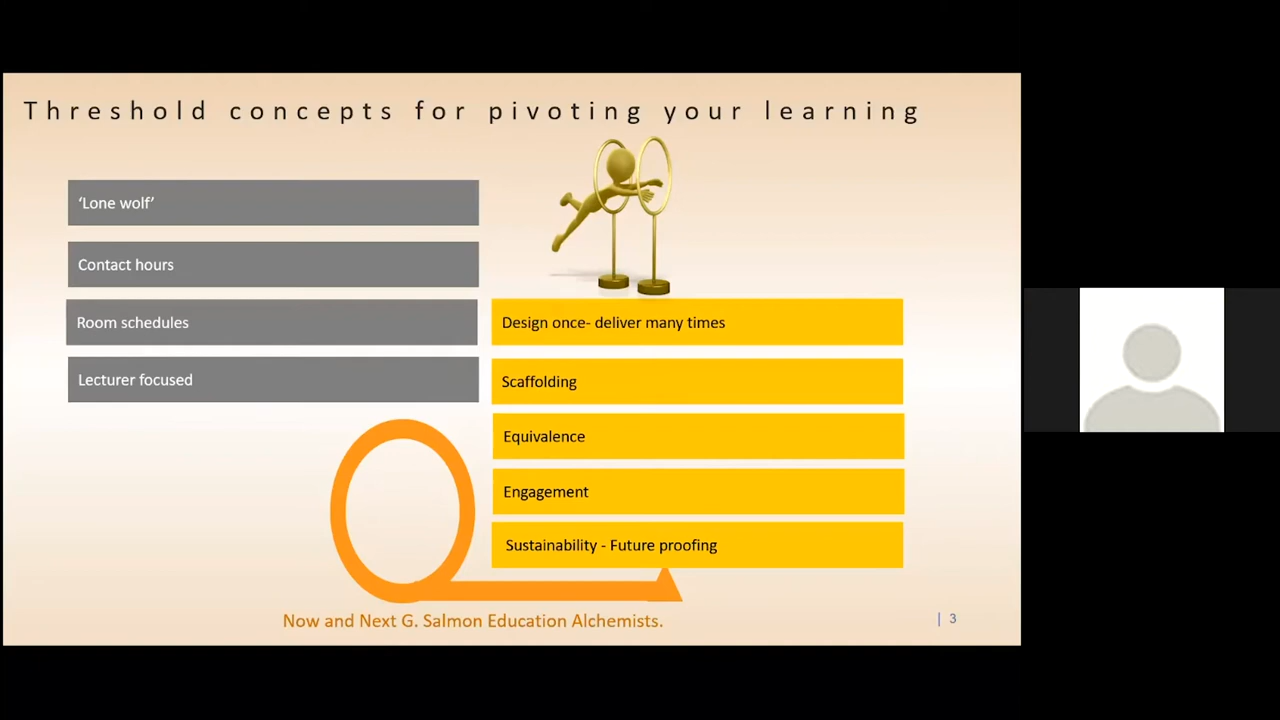 Threshold concepts for pivoting your learning
‘Lone wolf’
Contact hours
Room schedules
Lecturer focused
Design once- deliver many times
Scaffolding
Equivalence
Engagement
Sustainability - Future proofing
Now and Next G. Salmon Education Alchemists.
| 3